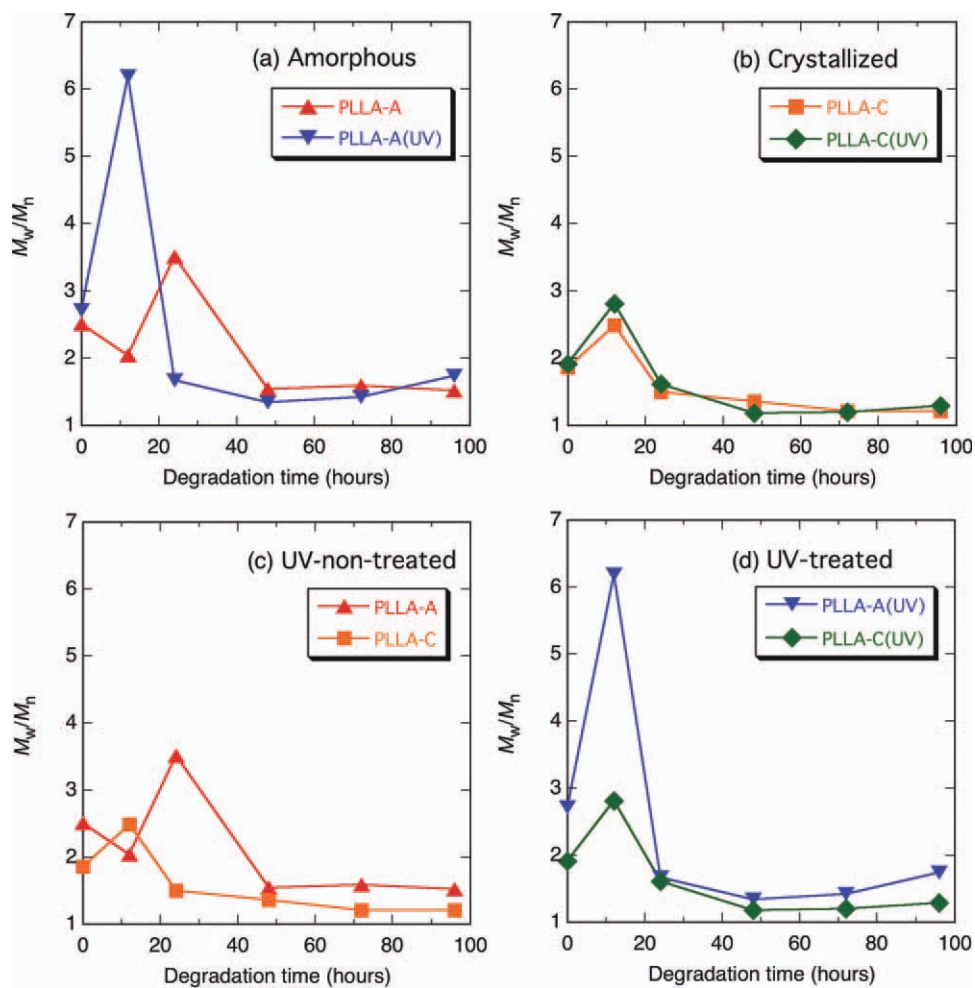 (a) Amorphous
PLLA-A
PLLA-A(UV)
7
6
5
4
3
2
1
Mw/Mn
0 20 40 60 80 100
Degradation time (hours)
(b) Crystallized
PLLA-C
PLLA-C(UV)
7
6
5
4
3
2
1
Mw/Mn
0 20 40 60 80 100
Degradation time (hours)
(c) UV-non-treated
PLLA-A
PLLA-C
7
6
5
4
3
2
1
Mw/Mn
0 20 40 60 80 100
Degradation time (hours)
(d) UV-treated
PLLA-A(UV)
PLLA-C(UV)
7
6
5
4
3
2
1
Mw/Mn
0 20 40 60 80 100
Degradation time (hours)